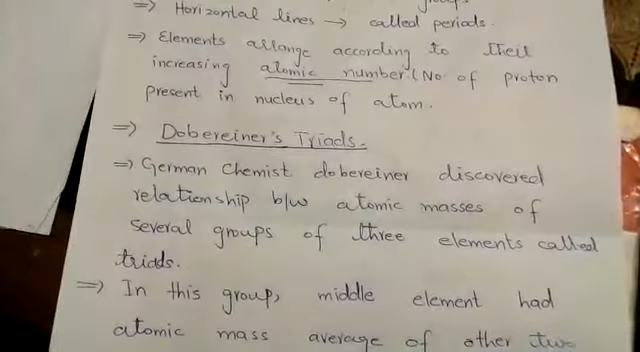 groups
=> Horizontal lines → called periods.
=> Elements arrange according to their
increasing atomic number (No. of proton
present in nucleus of atom.
=> Dobereiner's Triads.
=> German Chemist dobereiner discovered
relationship b/w atomic masses of
several groups of three elements called
triads.
=> In this group, middle element had
atomic mass average of other two